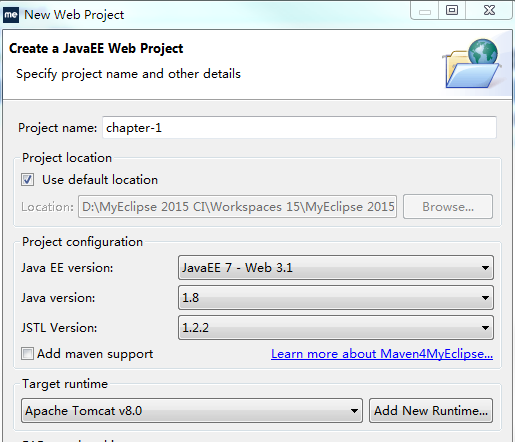 me New Web Project
Create a JavaEE Web Project
Specify project name and other details
Project name: chapter-1
Project location
Use default location
Location: D:\MyEclipse 2015 CI\Workspaces 15\MyEclipse 2015 Browse...
Project configuration
Java EE version: JavaEE 7 - Web 3.1
Java version: 1.8
JSTL Version: 1.2.2
Add maven support Learn more about Maven4MyEclipse...
Target runtime
Apache Tomcat v8.0 Add New Runtime...